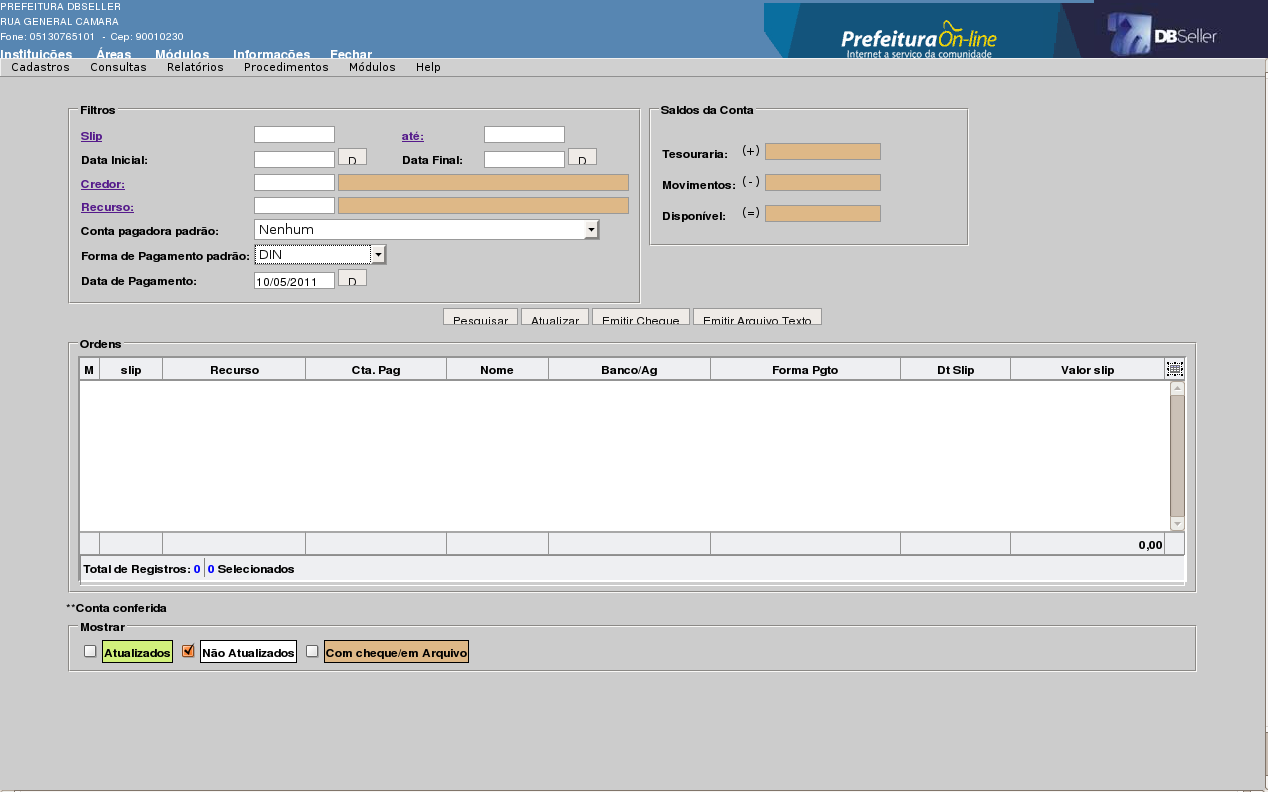 PREFEITURA DBSELLER
RUA GENERAL CAMARA
Fone: 05130765101 - Cep: 90010230
Instituições Áreas Módulos Informações Fechar
Prefeitura On-line
Internet a serviço da comunidade
DBSeller
Cadastros Consultas Relatórios Procedimentos Módulos Help
Filtros
Slip até:
Data Inicial: D Data Final: D
Credor:
Recurso:
Conta pagadora padrão: Nenhum
Forma de Pagamento padrão: DIN
Data de Pagamento: 10/05/2011 D
Saldos da Conta
Tesouraria: (+)
Movimentos: (-)
Disponível: (=)
Pesquisar Atualizar Emitir Cheque Emitir Arquivo Texto
Ordens
M slip Recurso Cta. Pag Nome Banco/Ag Forma Pgto Dt Slip Valor slip
0,00
Total de Registros: 0 0 Selecionados
**Conta conferida
Mostrar
Atualizados Não Atualizados Com cheque/em Arquivo